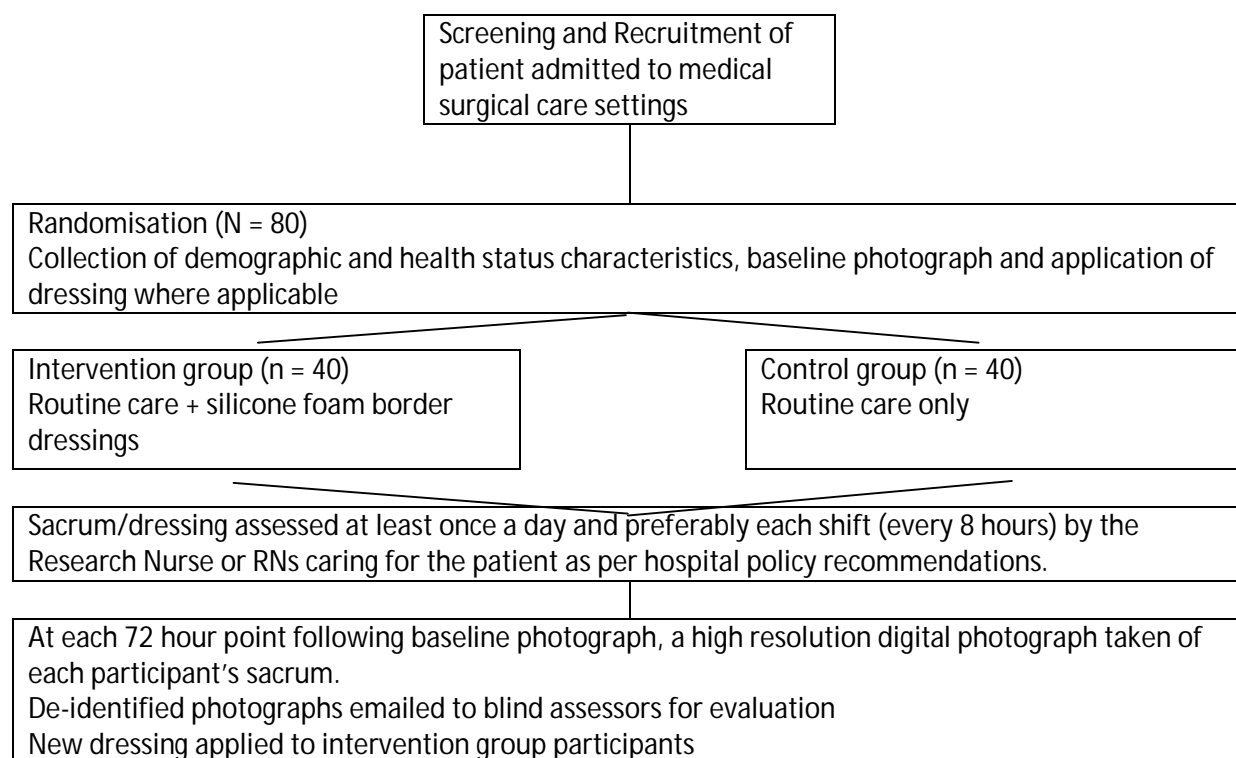 Screening and Recruitment of
patient admitted to medical
surgical care settings
Randomisation (N = 80)
Collection of demographic and health status characteristics, baseline photograph and application of
dressing where applicable
Intervention group (n = 40)
Routine care + silicone foam border
dressings
Control group (n = 40)
Routine care only
Sacrum/dressing assessed at least once a day and preferably each shift (every 8 hours) by the
Research Nurse or RNs caring for the patient as per hospital policy recommendations.
At each 72 hour point following baseline photograph, a high resolution digital photograph taken of
each participant's sacrum.
De-identified photographs emailed to blind assessors for evaluation
New dressing applied to intervention group participants